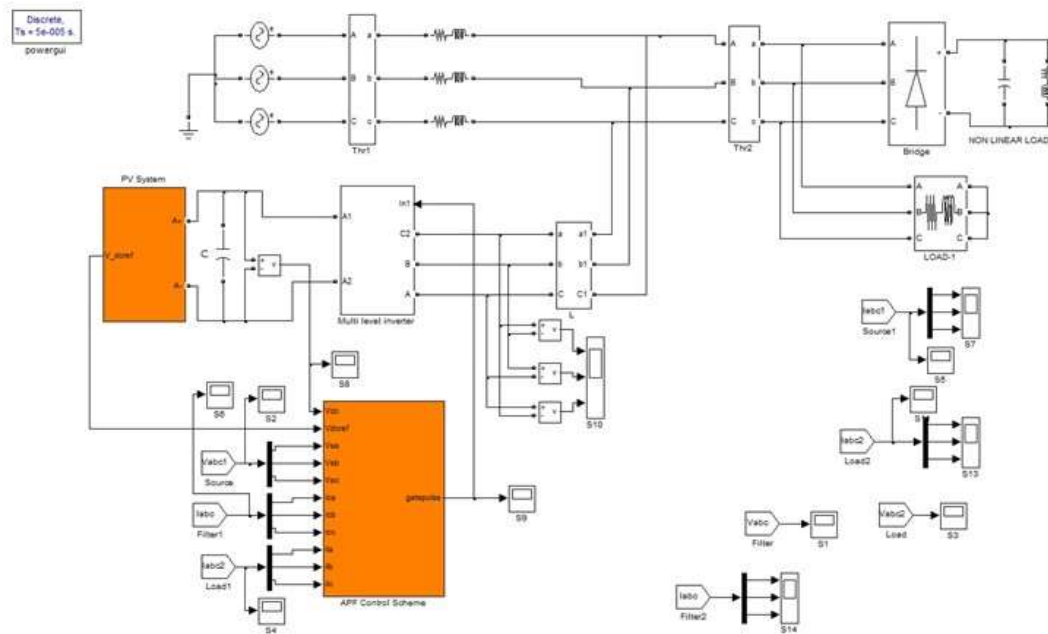 Discrete,
Ts = 5e-005 s.
powergui
A
a
B
b
C
c
Thr1
A
a
B
b
C
c
Thr2
A
B
C
+
-
Bridge
NON LINEAR LOAD
A
A
B
B
C
C
LOAD-1
PV System
A+
V_dcref
A-
C
+
-
v
A1
In1
C2
B
A2
A
Multi level inverter
a
a1
b
b1
C
C1
L
+
-
v
+
-
v
+
-
v
S10
S8
S6
S2
Vabc1
Source
Iabc
Filter1
Iabc2
Load1
S4
Vdc
Vdcref
Vsa
Vsb
Vsc
Ica
Icb
Icc
Ila
Ilb
Ilc
gatepulse
APF Control Scheme
S9
Iabc1
Source1
S7
S5
Iabc2
Load2
S13
Vabc
Filter
S1
Vabc2
Load
S3
Iabc
Filter2
S14